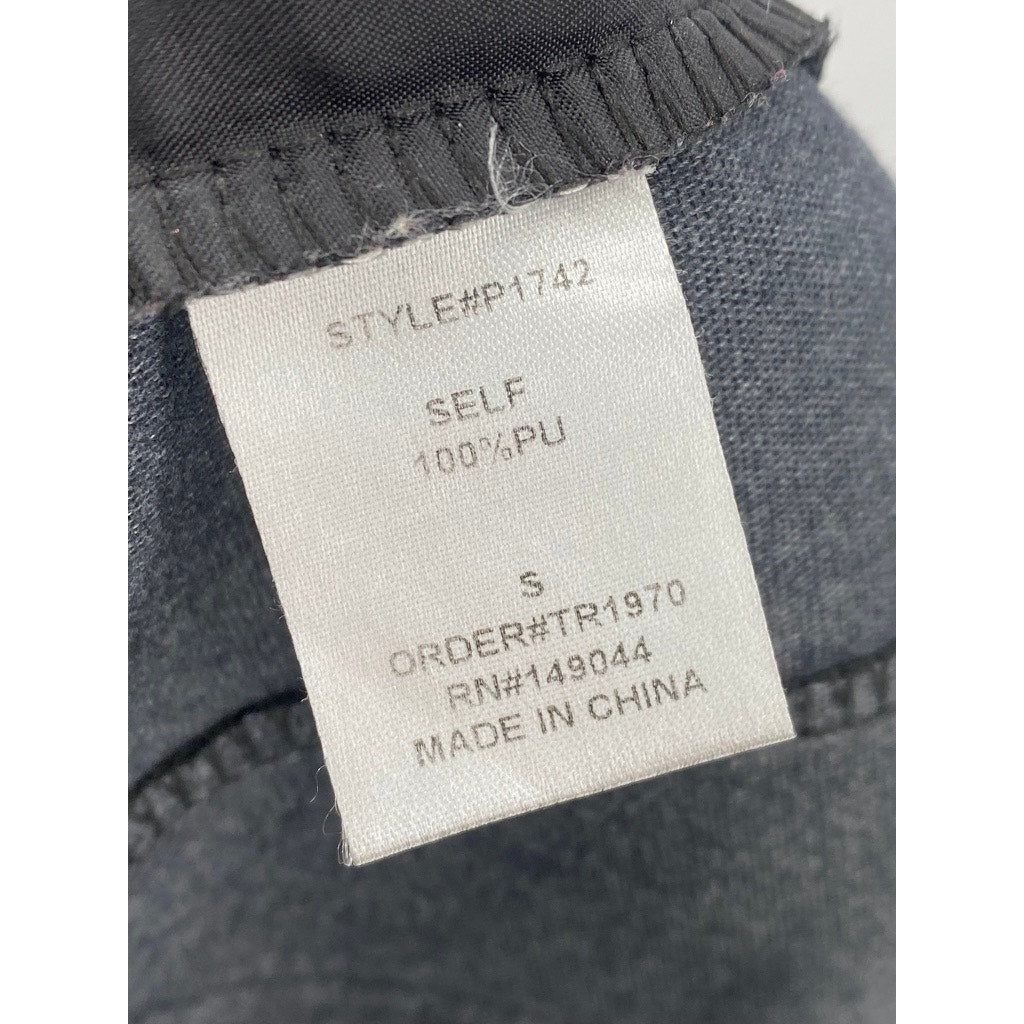 STYLE#P1742
SELF
100%PU
S
ORDER#TR1970
RN#149044
MADE IN CHINA